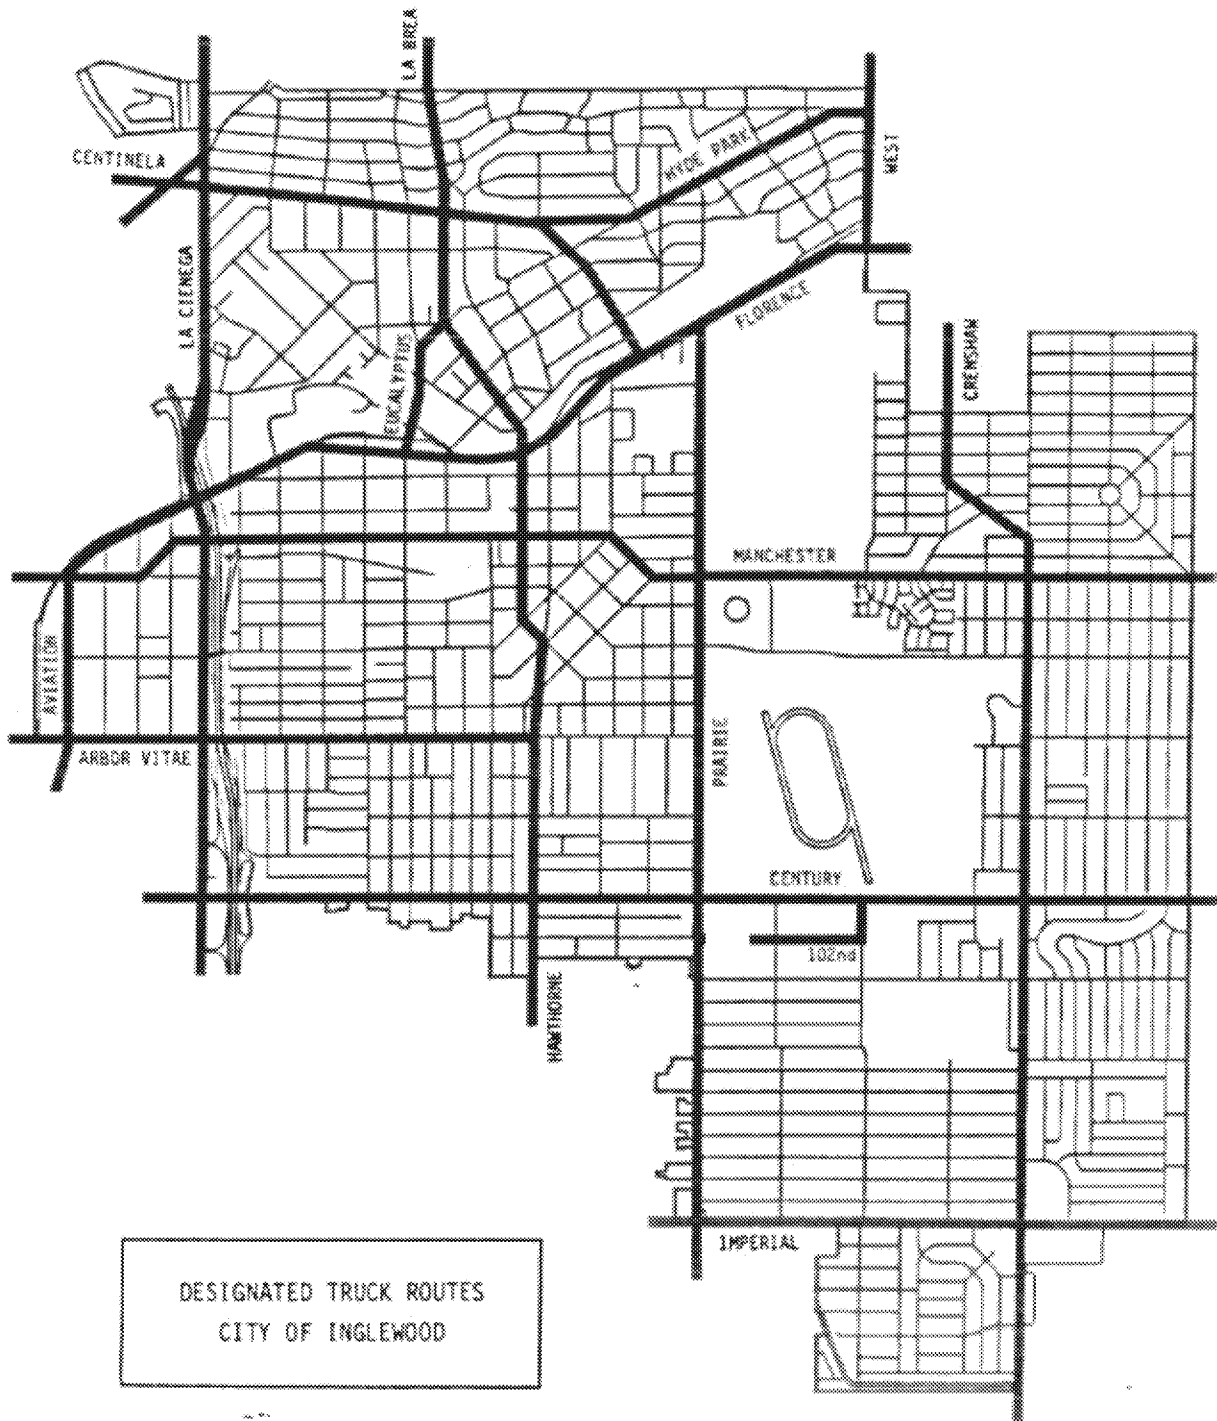 LA BREA
CENTINELA
HYDE PARK
WEST
LA CIENEGA
FLORENCE
EUCALYPTUS
CRENSHAW
MANCHESTER
AVIATION
ARBOR VITAE
PRAIRIE
CENTURY
102nd
HAWTHORNE
IMPERIAL
DESIGNATED TRUCK ROUTES
CITY OF INGLEWOOD